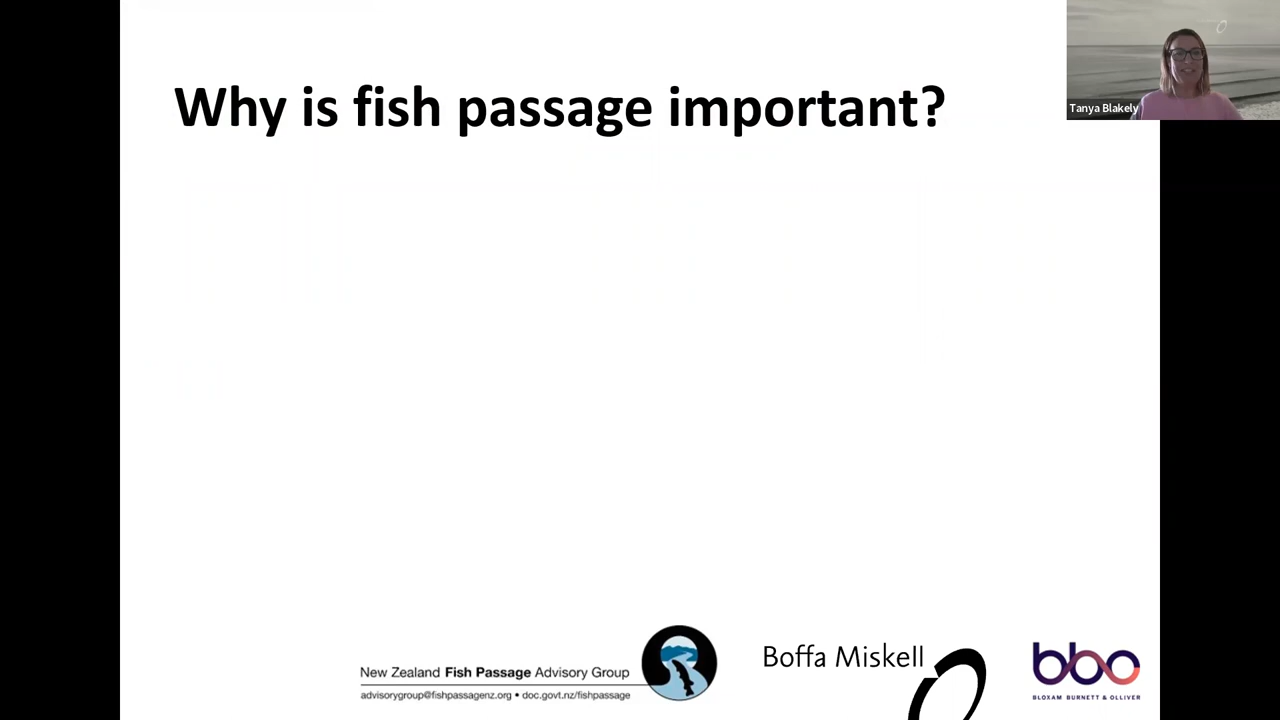 Why is fish passage important?
Tanya Blakely
New Zealand Fish Passage Advisory Group
advisorygroup@fishpassagenz.org • doc.govt.nz/fishpassage
Boffa Miskell
bbo
BLOXAM BURNETT & OLLIVER